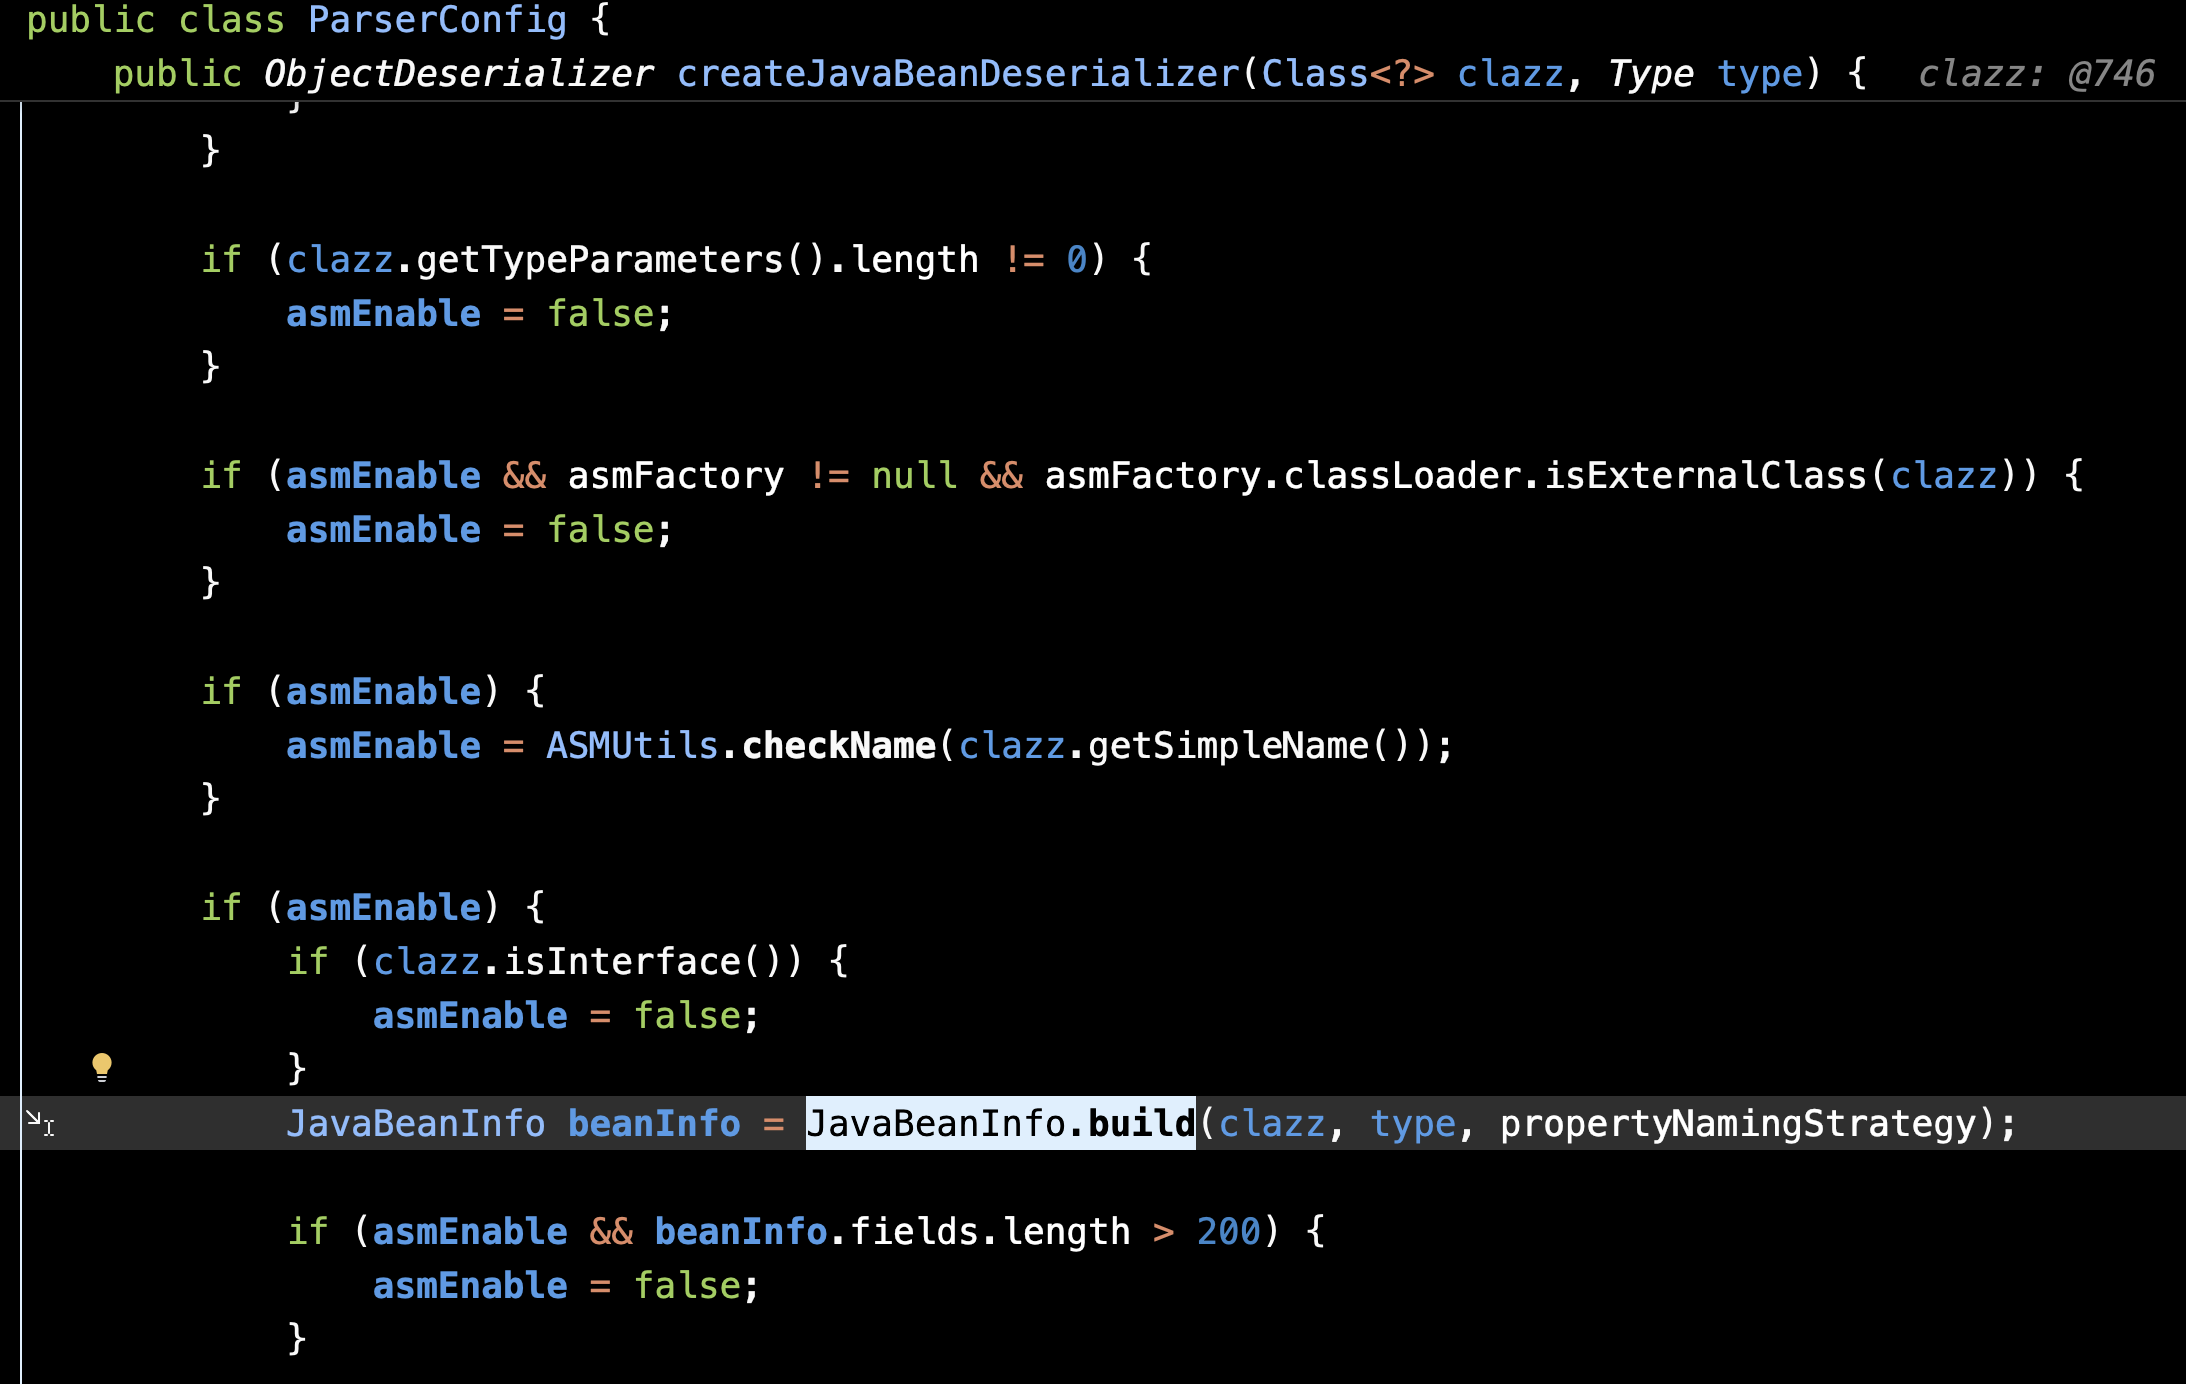 public class ParserConfig {
    public ObjectDeserializer createJavaBeanDeserializer(Class<?> clazz, Type type) {  clazz: @746
            }
        }

        if (clazz.getTypeParameters().length != 0) {
            asmEnable = false;
        }

        if (asmEnable && asmFactory != null && asmFactory.classLoader.isExternalClass(clazz)) {
            asmEnable = false;
        }

        if (asmEnable) {
            asmEnable = ASMUtils.checkName(clazz.getSimpleName());
        }

        if (asmEnable) {
            if (clazz.isInterface()) {
                asmEnable = false;
            }
            JavaBeanInfo beanInfo = JavaBeanInfo.build(clazz, type, propertyNamingStrategy);

            if (asmEnable && beanInfo.fields.length > 200) {
                asmEnable = false;
            }